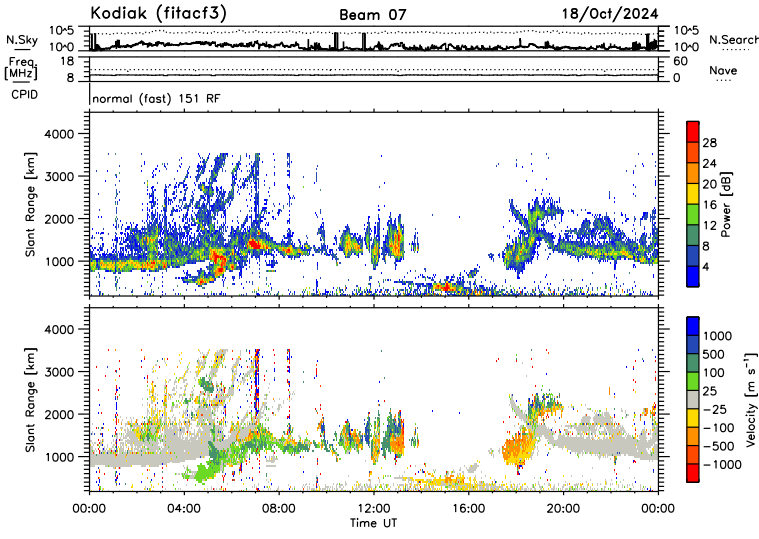 Kodiak (fitacf3) Beam 07 18/Oct/2024
N.Sky 10^5 10^0 10^5 10^0 N.Search
Freq. [MHz] 18 8 60 0 Nave
CPID normal (fast) 151 RF
Slant Range [km] 4000 3000 2000 1000
Power [dB] 28 24 20 16 12 8 4
Slant Range [km] 4000 3000 2000 1000
Velocity [m s⁻¹] 1000 500 100 25 −25 −100 −500 −1000
00:00 04:00 08:00 12:00 16:00 20:00 00:00
Time UT